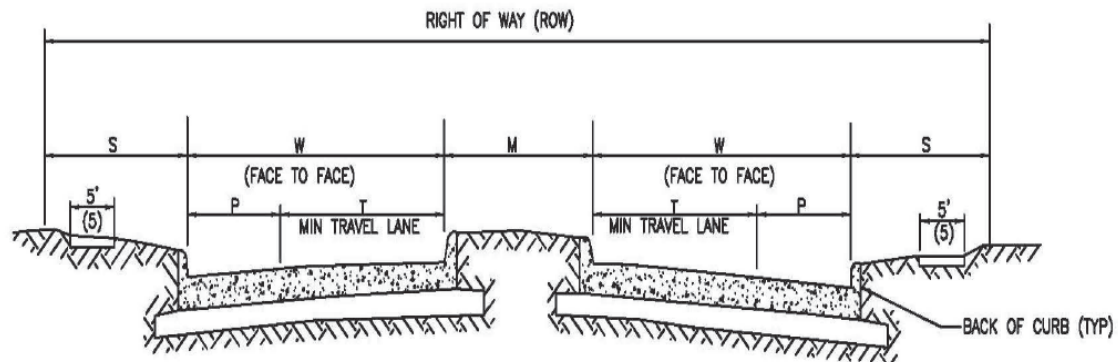 RIGHT OF WAY (ROW)
S W M W S
(FACE TO FACE) (FACE TO FACE)
5' P T T P 5'
(5) MIN TRAVEL LANE MIN TRAVEL LANE (5)
BACK OF CURB (TYP)